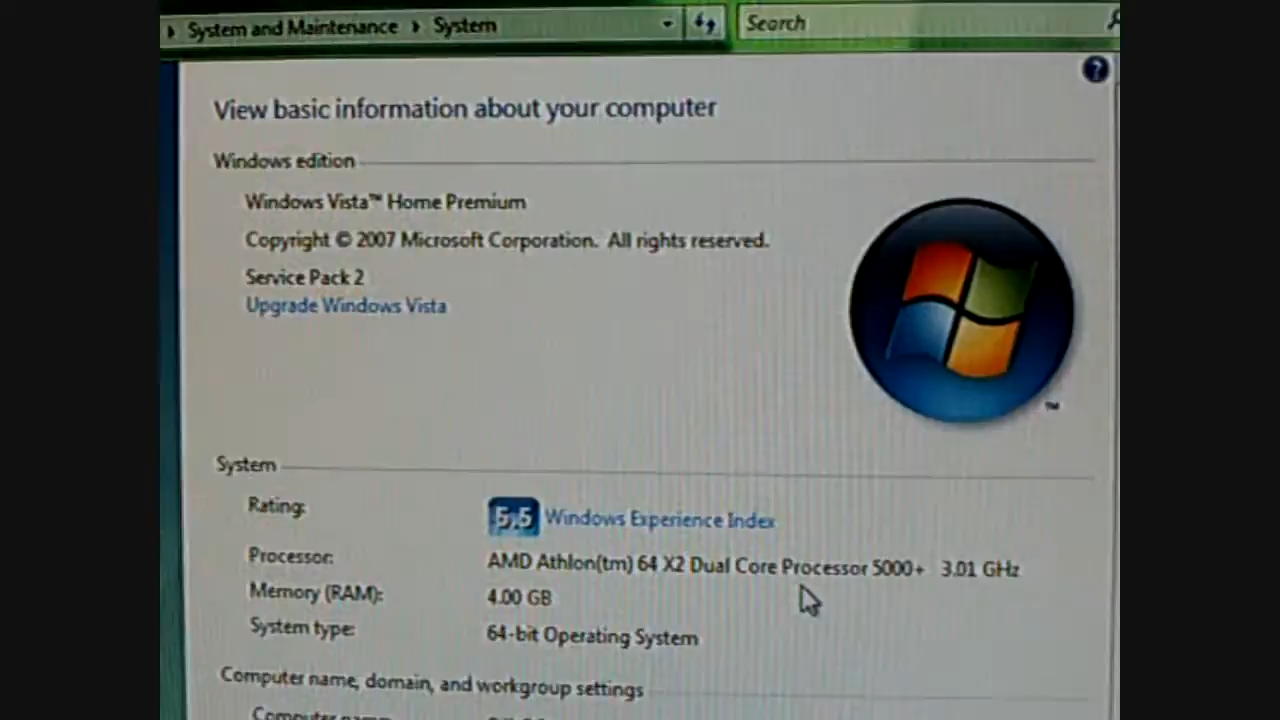 System and Maintenance System
Search
?
View basic information about your computer
Windows edition
Windows Vista™ Home Premium
Copyright © 2007 Microsoft Corporation. All rights reserved.
Service Pack 2
Upgrade Windows Vista
TM
System
Rating:
5.5 Windows Experience Index
Processor: AMD Athlon(tm) 64 X2 Dual Core Processor 5000+ 3.01 GHz
Memory (RAM): 4.00 GB
System type: 64-bit Operating System
Computer name, domain, and workgroup settings
Computer name